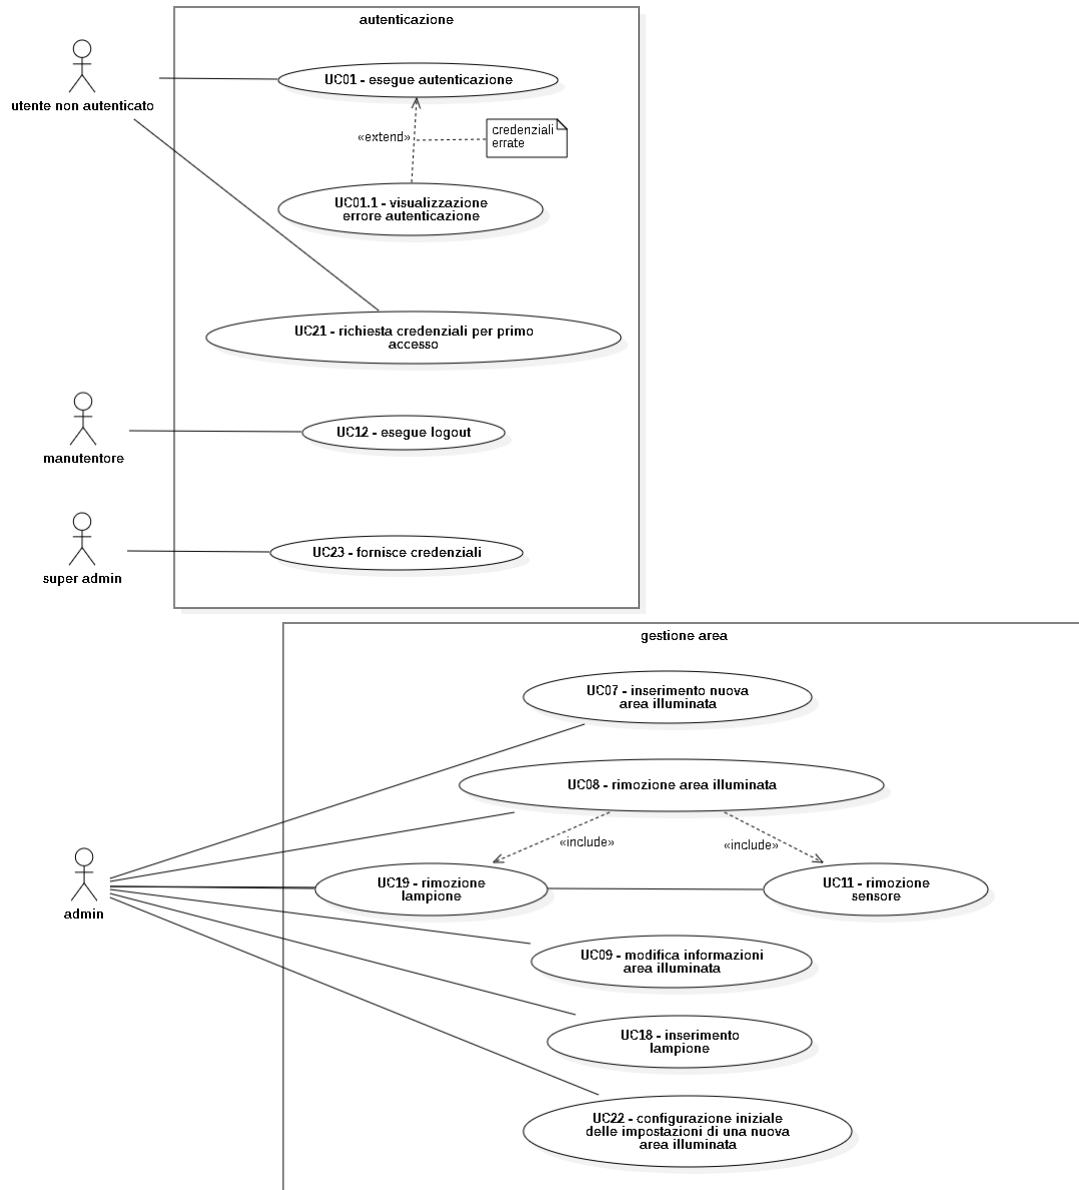 autenticazione
utente non autenticato
UC01 - esegue autenticazione
«extend»
credenziali
errate
UC01.1 - visualizzazione
errore autenticazione
UC21 - richiesta credenziali per primo
accesso
manutentore
UC12 - esegue logout
super admin
UC23 - fornisce credenziali
gestione area
UC07 - inserimento nuova
area illuminata
UC08 - rimozione area illuminata
«include»
«include»
admin
UC19 - rimozione
lampione
UC11 - rimozione
sensore
UC09 - modifica informazioni
area illuminata
UC18 - inserimento
lampione
UC22 - configurazione iniziale
delle impostazioni di una nuova
area illuminata